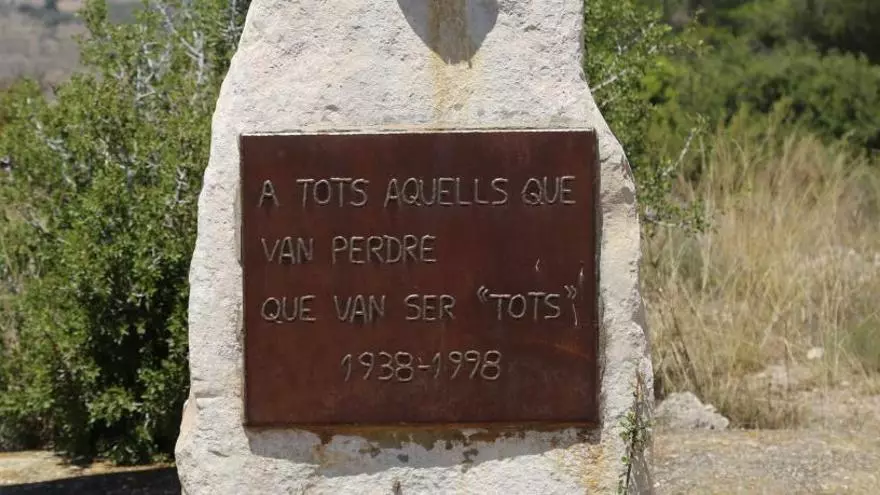 A TOTS AQUELLS QUE
VAN PERDRE
QUE VAN SER "TOTS"
1938-1998